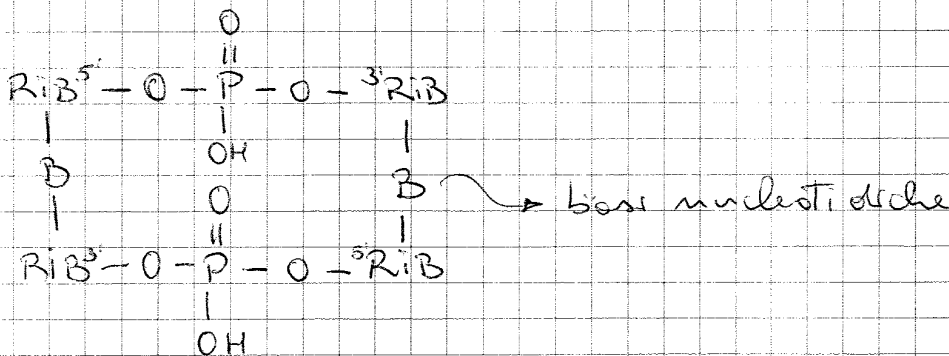 O
||
RiB5' — O — P — O — 3'RiB
|
OH
B
B → basi nucleotidiche
O
||
RiB3' — O — P — O — 5'RiB
|
OH